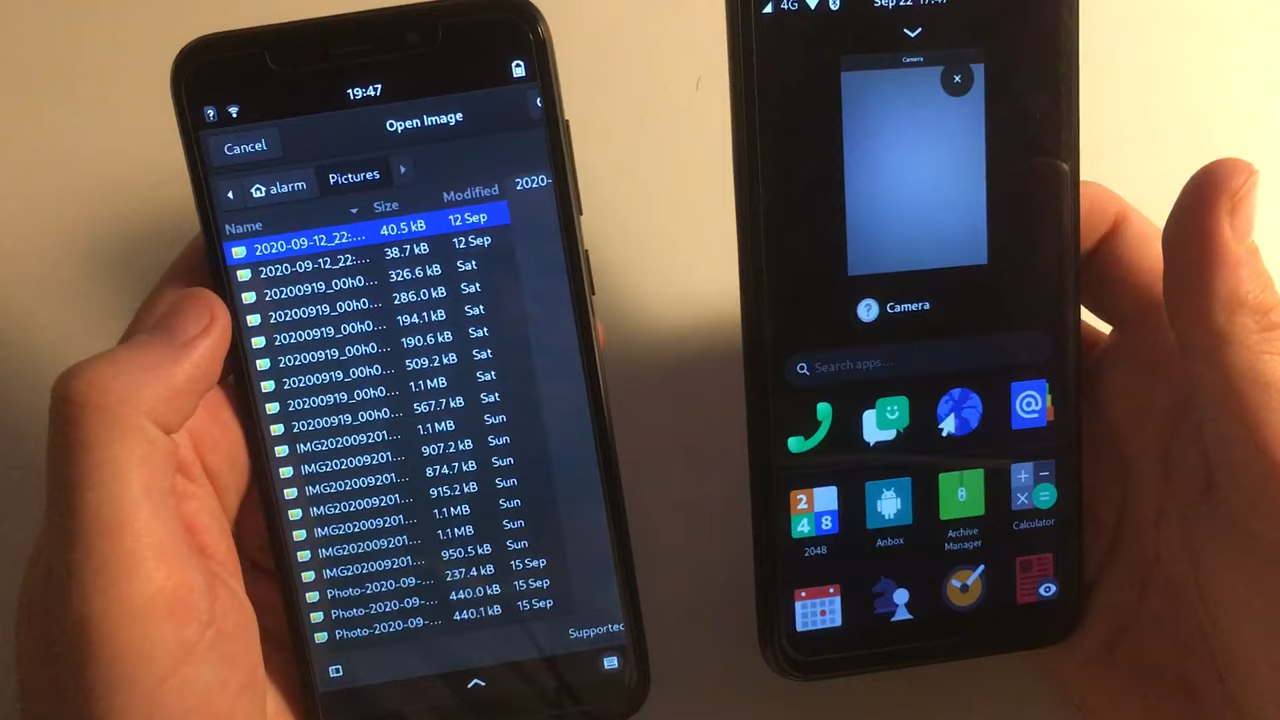 19:47
Cancel
Open Image
alarm
Pictures
Name
Size
Modified
2020-
2020-09-12_22:... 40.5 kB 12 Sep
2020-09-12_22:... 38.7 kB 12 Sep
20200919_00h0... 326.6 kB Sat
20200919_00h0... 286.0 kB Sat
20200919_00h0... 194.1 kB Sat
20200919_00h0... 190.6 kB Sat
20200919_00h0... 509.2 kB Sat
20200919_00h0... 1.1 MB Sat
20200919_00h0... 567.7 kB Sat
IMG202009201... 1.1 MB Sun
IMG202009201... 907.2 kB Sun
IMG202009201... 874.7 kB Sun
IMG202009201... 915.2 kB Sun
IMG202009201... 1.1 MB Sun
IMG202009201... 1.1 MB Sun
IMG202009201... 950.5 kB Sun
Photo-2020-09-... 237.4 kB 15 Sep
Photo-2020-09-... 440.0 kB 15 Sep
Photo-2020-09-... 440.1 kB 15 Sep
Supported
4G
Sep 22 17:47
Camera
Camera
Search apps...
2 4 8
2048
Anbox
Archive
Manager
Calculator